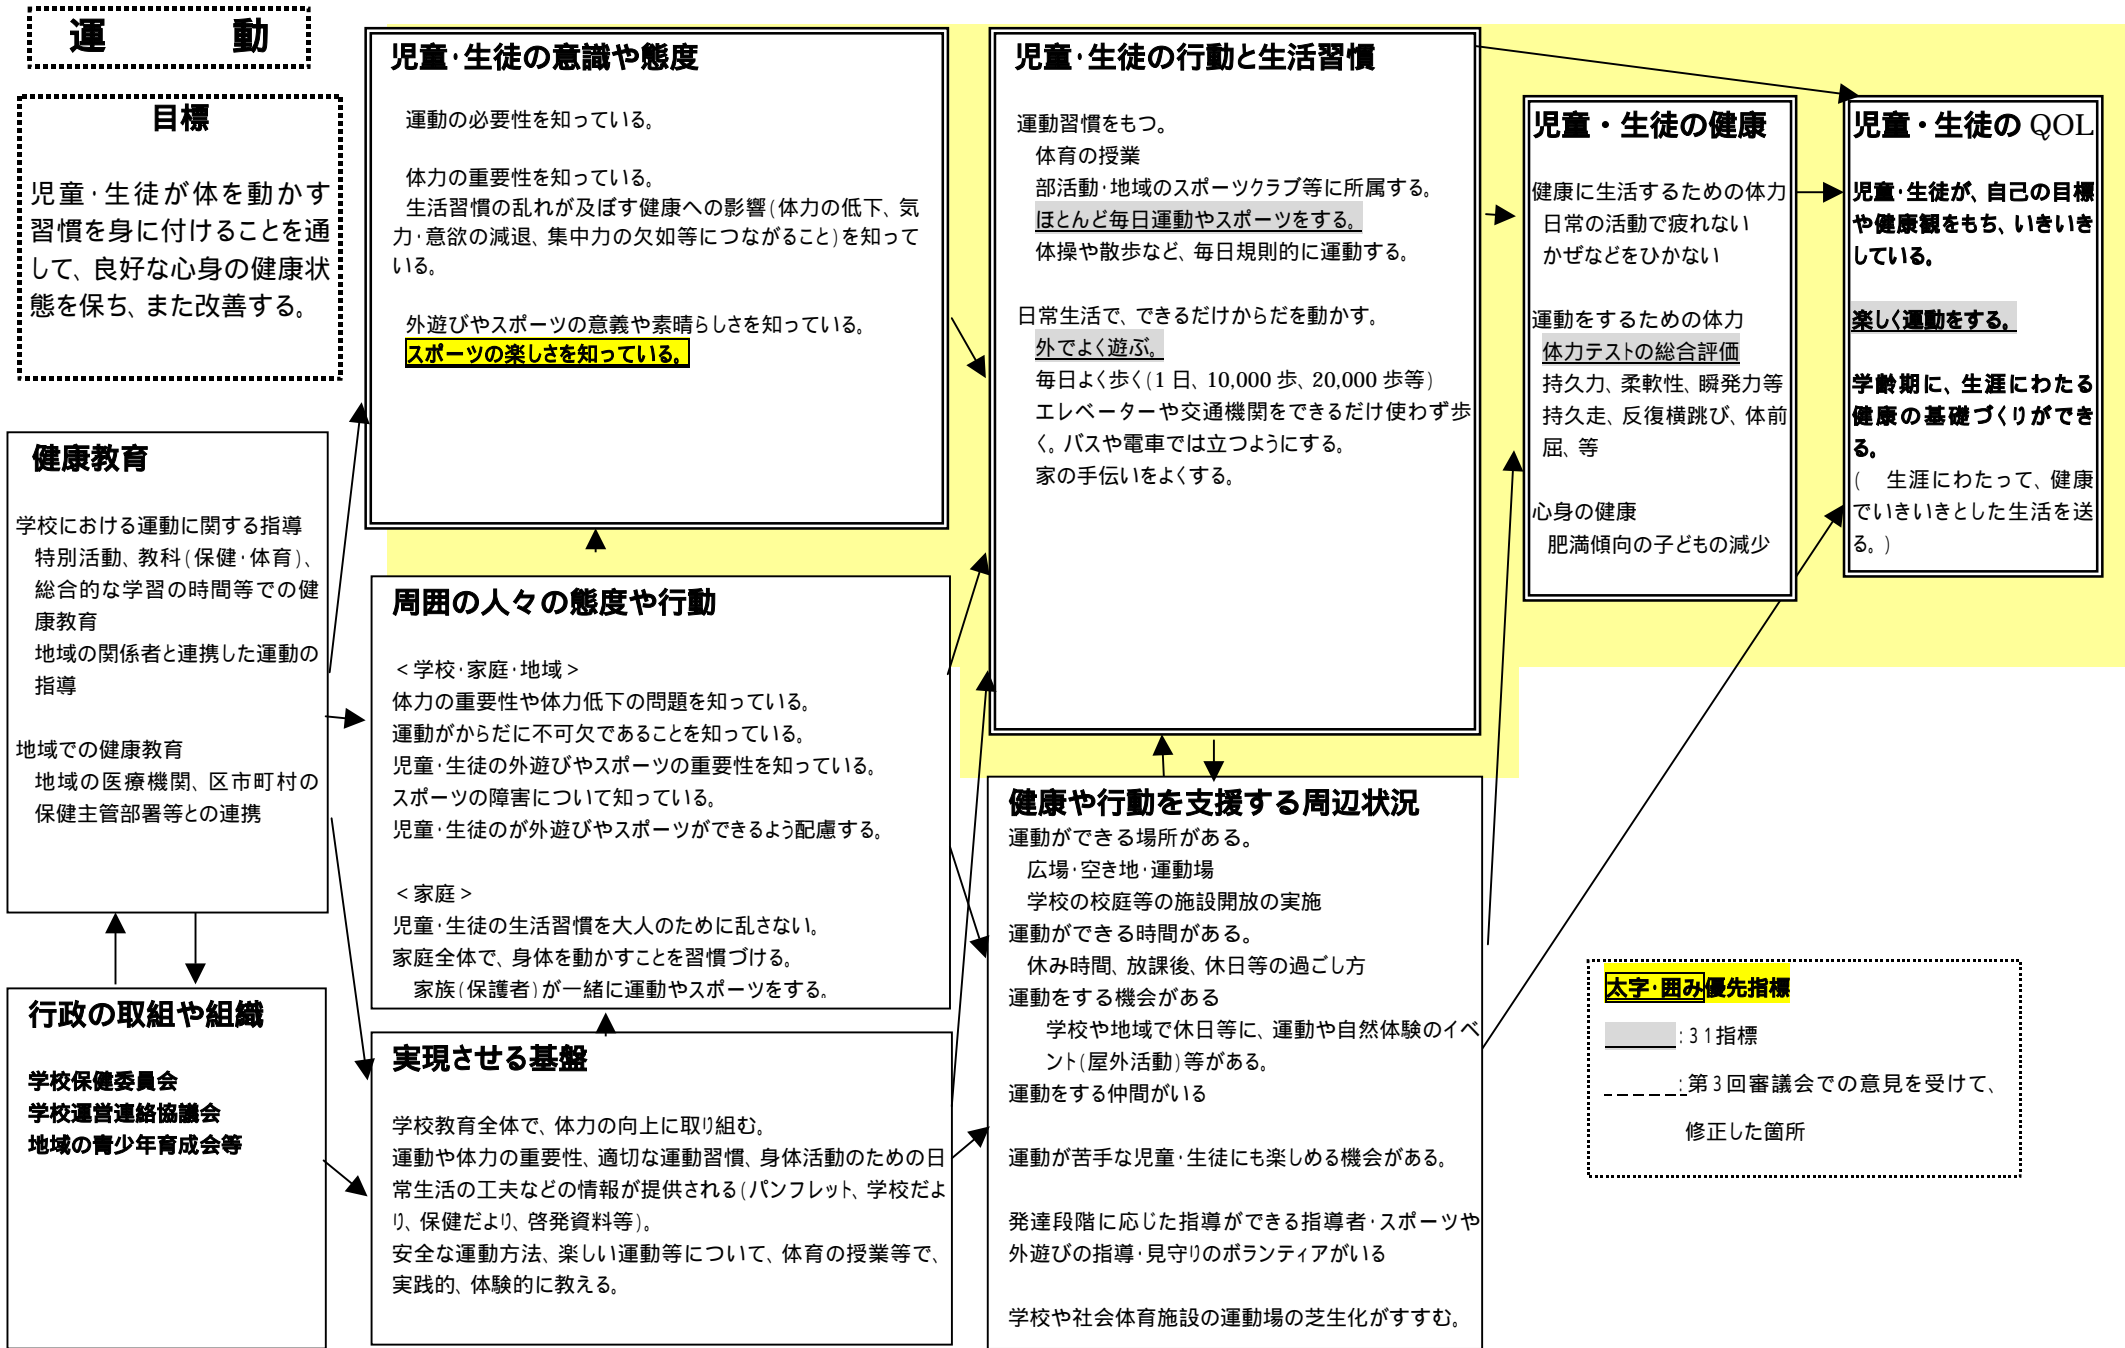 運　動
目標
児童・生徒が体を動かす
習慣を身に付けることを通
して、良好な心身の健康状
態を保ち、また改善する。
児童・生徒の意識や態度
運動の必要性を知っている。
体力の重要性を知っている。
生活習慣の乱れが及ぼす健康への影響(体力の低下、気
力・意欲の減退、集中力の欠如等につながること)を知って
いる。
外遊びやスポーツの意義や素晴らしさを知っている。
スポーツの楽しさを知っている。
児童・生徒の行動と生活習慣
運動習慣をもつ。
体育の授業
部活動・地域のスポーツクラブ等に所属する。
ほとんど毎日運動やスポーツをする。
体操や散歩など、毎日規則的に運動する。
日常生活で、できるだけからだを動かす。
外でよく遊ぶ。
毎日よく歩く(1 日、10,000 歩、20,000 歩等)
エレベーターや交通機関をできるだけ使わず歩
く。バスや電車では立つようにする。
家の手伝いをよくする。
児童・生徒の健康
健康に生活するための体力
日常の活動で疲れない
かぜなどをひかない
運動をするための体力
体力テストの総合評価
持久力、柔軟性、瞬発力等
持久走、反復横跳び、体前
屈、等
心身の健康
肥満傾向の子どもの減少
児童・生徒の QOL
児童・生徒が、自己の目標
や健康観をもち、いきいき
している。
楽しく運動をする。
学齢期に、生涯にわたる
健康の基礎づくりができ
る。
(　生涯にわたって、健康
でいきいきとした生活を送
る。)
健康教育
学校における運動に関する指導
特別活動、教科(保健・体育)、
総合的な学習の時間等での健
康教育
地域の関係者と連携した運動の
指導
地域での健康教育
地域の医療機関、区市町村の
保健主管部署等との連携
周囲の人々の態度や行動
<学校・家庭・地域>
体力の重要性や体力低下の問題を知っている。
運動がからだに不可欠であることを知っている。
児童・生徒の外遊びやスポーツの重要性を知っている。
スポーツの障害について知っている。
児童・生徒のが外遊びやスポーツができるよう配慮する。
<家庭>
児童・生徒の生活習慣を大人のために乱さない。
家庭全体で、身体を動かすことを習慣づける。
家族(保護者)が一緒に運動やスポーツをする。
健康や行動を支援する周辺状況
運動ができる場所がある。
広場・空き地・運動場
学校の校庭等の施設開放の実施
運動ができる時間がある。
休み時間、放課後、休日等の過ごし方
運動をする機会がある
学校や地域で休日等に、運動や自然体験のイベ
ント(屋外活動)等がある。
運動をする仲間がいる
運動が苦手な児童・生徒にも楽しめる機会がある。
発達段階に応じた指導ができる指導者・スポーツや
外遊びの指導・見守りのボランティアがいる
学校や社会体育施設の運動場の芝生化がすすむ。
行政の取組や組織
学校保健委員会
学校運営連絡協議会
地域の青少年育成会等
実現させる基盤
学校教育全体で、体力の向上に取り組む。
運動や体力の重要性、適切な運動習慣、身体活動のための日
常生活の工夫などの情報が提供される(パンフレット、学校だよ
り、保健だより、啓発資料等)。
安全な運動方法、楽しい運動等について、体育の授業等で、
実践的、体験的に教える。
太字・囲み優先指標
:31指標
:第3回審議会での意見を受けて、
修正した箇所